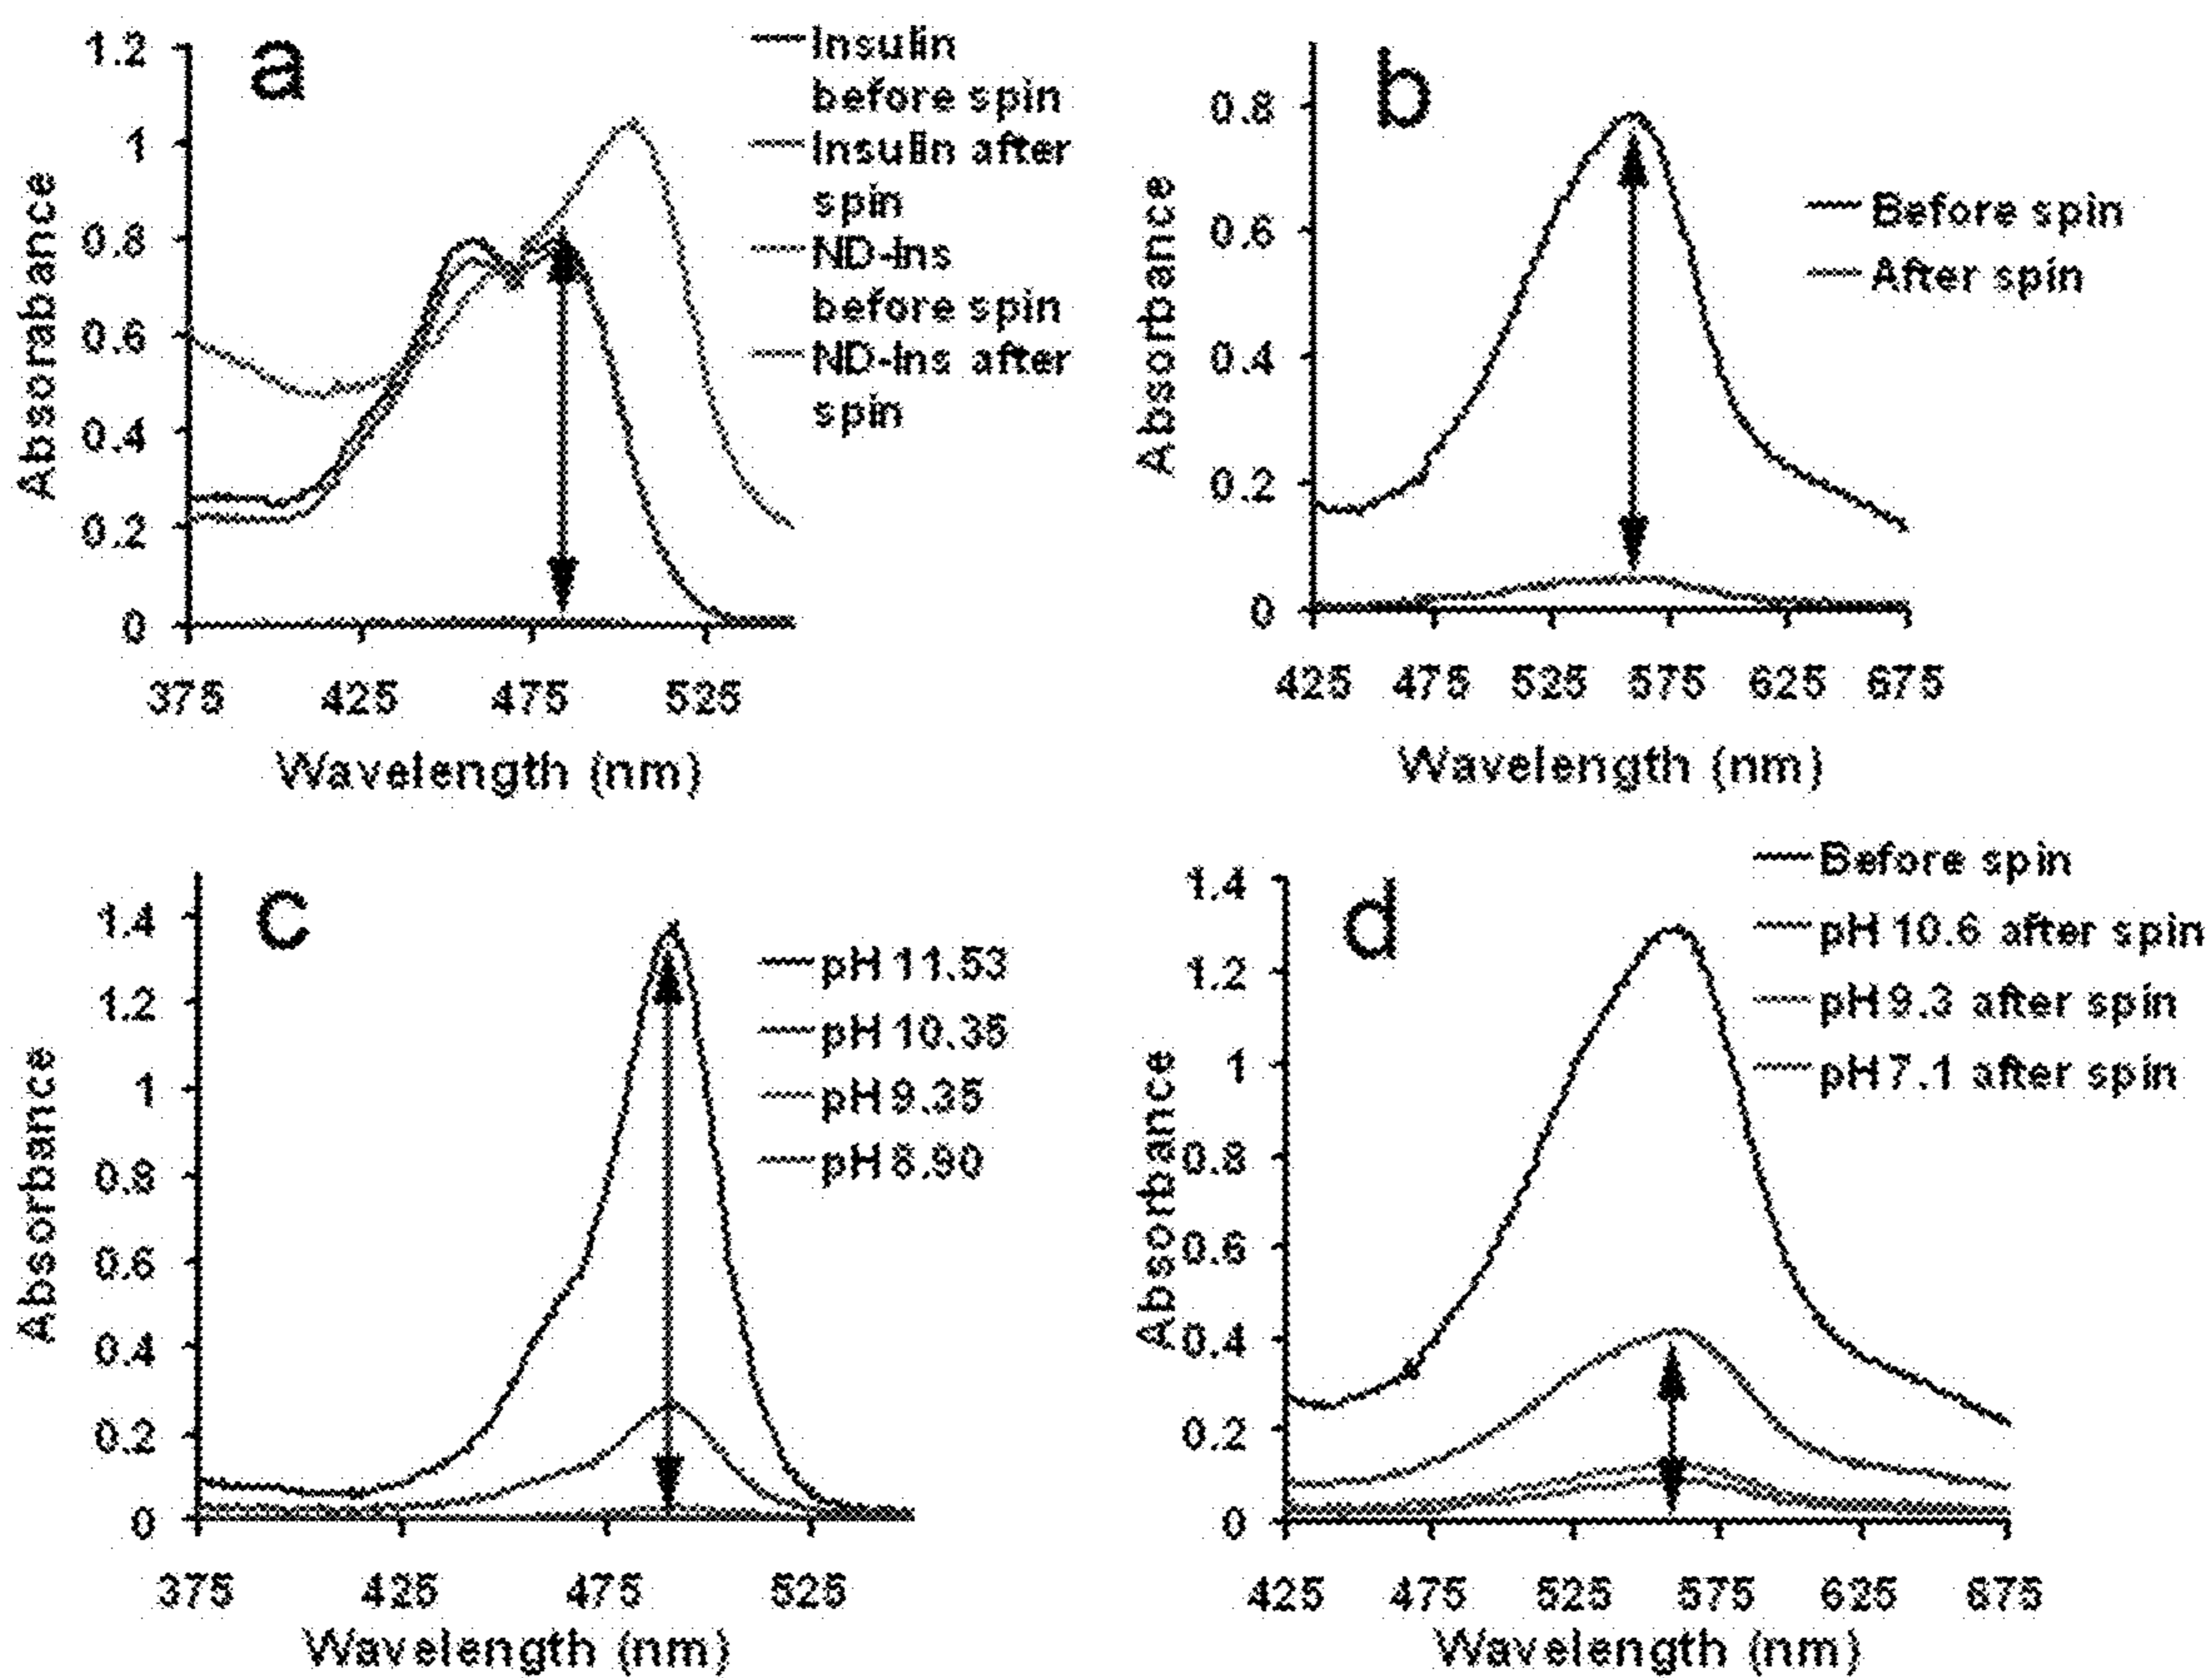 a
1.2
1
0.8
0.6
0.4
0.2
0
Absorabance
375 425 475 525
Wavelength (nm)
Insulin
before spin
Insulin after
spin
ND-Ins
before spin
ND-Ins after
spin
b
0.8
0.6
0.4
0.2
0
Absorbance
425 475 525 575 625 675
Wavelength (nm)
Before spin
After spin
c
1.4
1.2
1
0.8
0.6
0.4
0.2
0
Absorbance
375 425 475 525
Wavelength (nm)
pH 11.53
pH 10.35
pH 9.35
pH 8.90
d
1.4
1.2
1
0.8
0.6
0.4
0.2
0
Absorbance
425 475 525 575 625 675
Wavelength (nm)
Before spin
pH 10.6 after spin
pH 9.3 after spin
pH 7.1 after spin